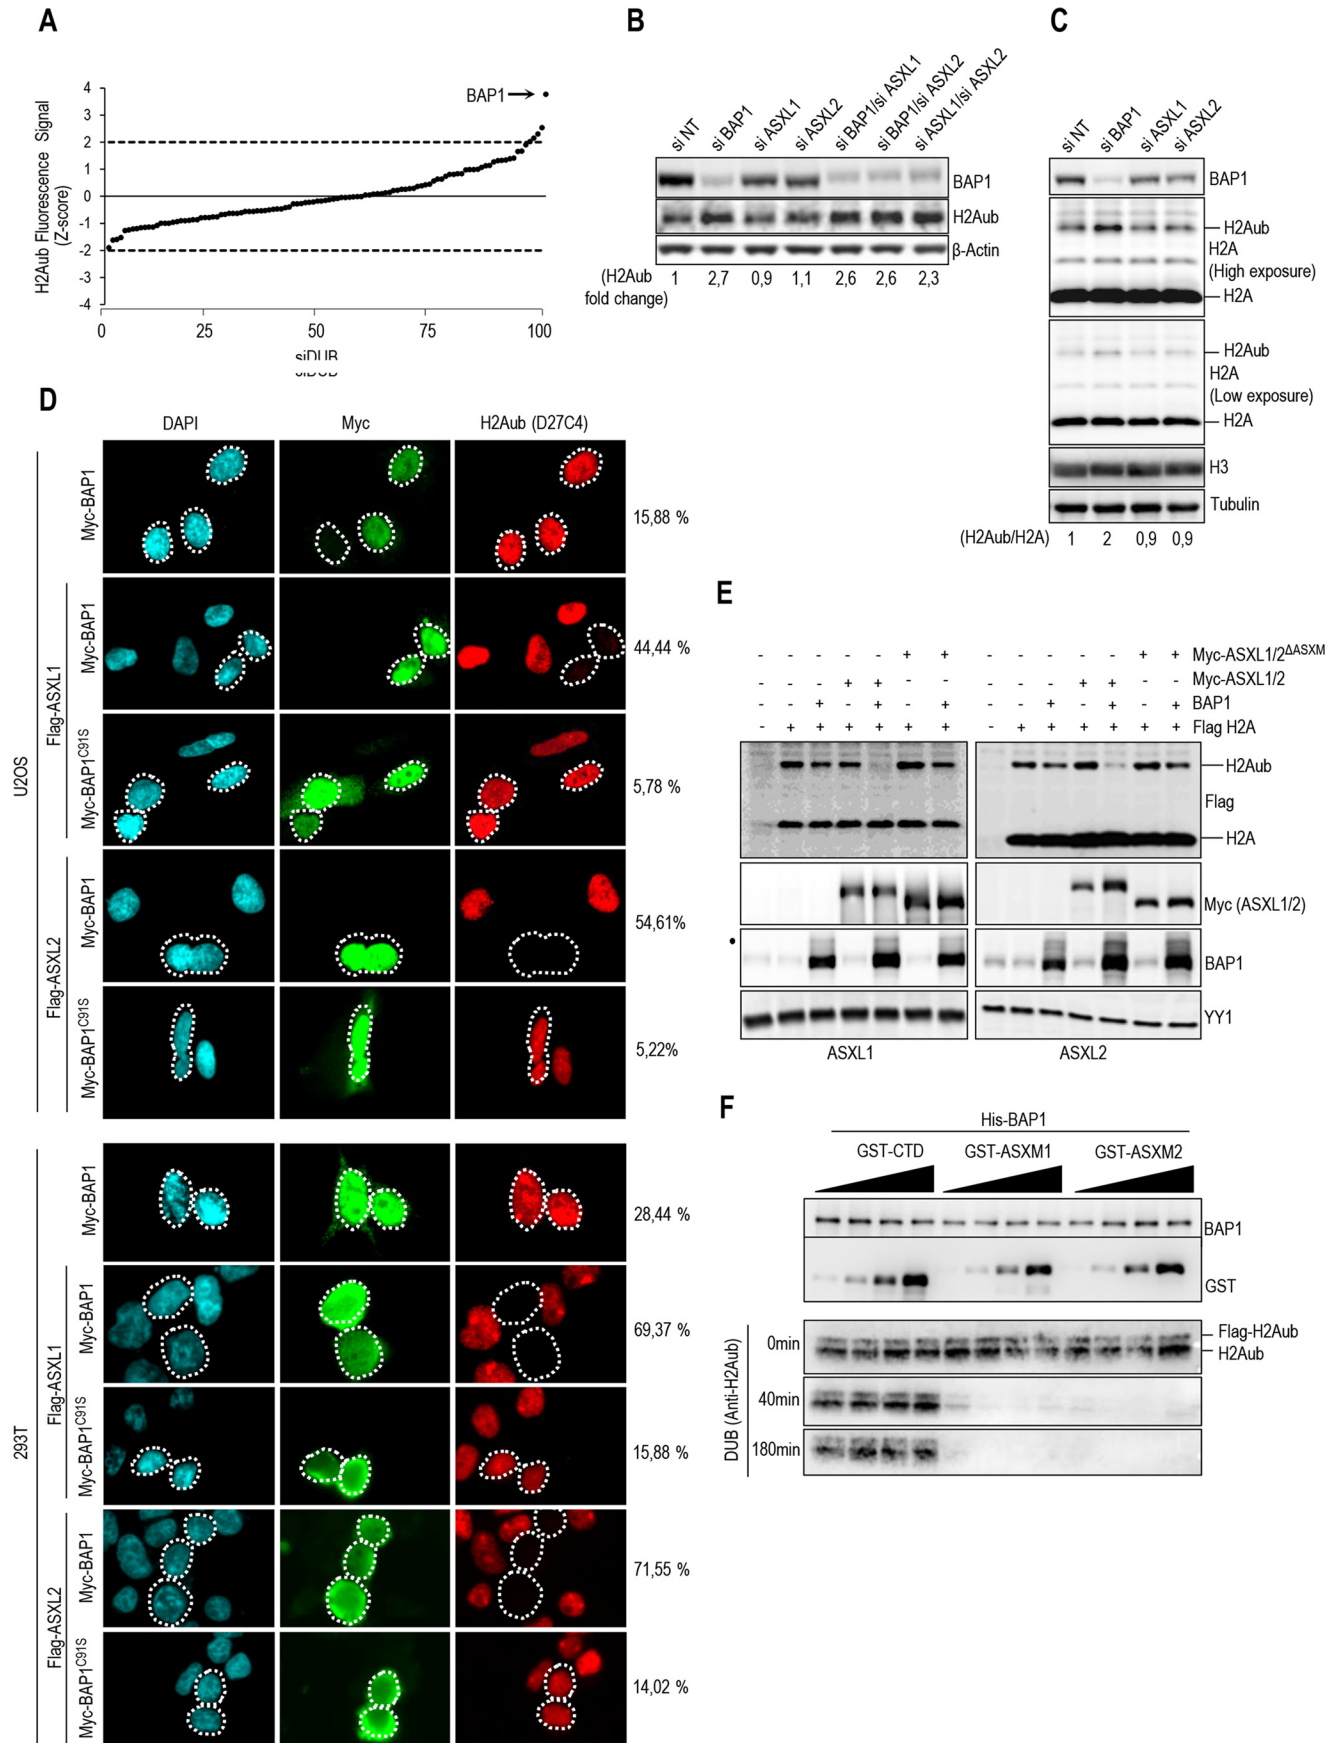 A
H2Aub Fluorescence Signal
(Z-score)
4
3
2
1
0
-1
-2
-3
-4
BAP1
0 25 50 75 100
siDUB
B
si NT
si BAP1
si ASXL1
si ASXL2
si BAP1/si ASXL1
si BAP1/si ASXL2
si ASXL1/si ASXL2
BAP1
H2Aub
β-Actin
(H2Aub fold change) 1 2,7 0,9 1,1 2,6 2,6 2,3
C
si NT
si BAP1
si ASXL1
si ASXL2
BAP1
H2Aub
H2A
(High exposure)
H2A
H2Aub
H2A
(Low exposure)
H2A
H3
Tubulin
(H2Aub/H2A) 1 2 0,9 0,9
D
DAPI Myc H2Aub (D27C4)
U2OS
Myc-BAP1
15,88 %
Flag-ASXL1
Myc-BAP1
44,44 %
Myc-BAP1C91S
5,78 %
Flag-ASXL2
Myc-BAP1
54,61%
Myc-BAP1C91S
5,22%
293T
Myc-BAP1
28,44 %
Flag-ASXL1
Myc-BAP1
69,37 %
Myc-BAP1C91S
15,88 %
Flag-ASXL2
Myc-BAP1
71,55 %
Myc-BAP1C91S
14,02 %
E
- - - - - + + - - - - - + + Myc-ASXL1/2ΔASXM
- - - + + - - - - - + + - - Myc-ASXL1/2
- - + - + - + - - + - + - + BAP1
- + + + + + + - + + + + + + Flag H2A
H2Aub
Flag
H2A
Myc (ASXL1/2)
BAP1
YY1
ASXL1 ASXL2
F
His-BAP1
GST-CTD GST-ASXM1 GST-ASXM2
BAP1
GST
DUB (Anti-H2Aub)
0min
Flag-H2Aub
H2Aub
40min
180min